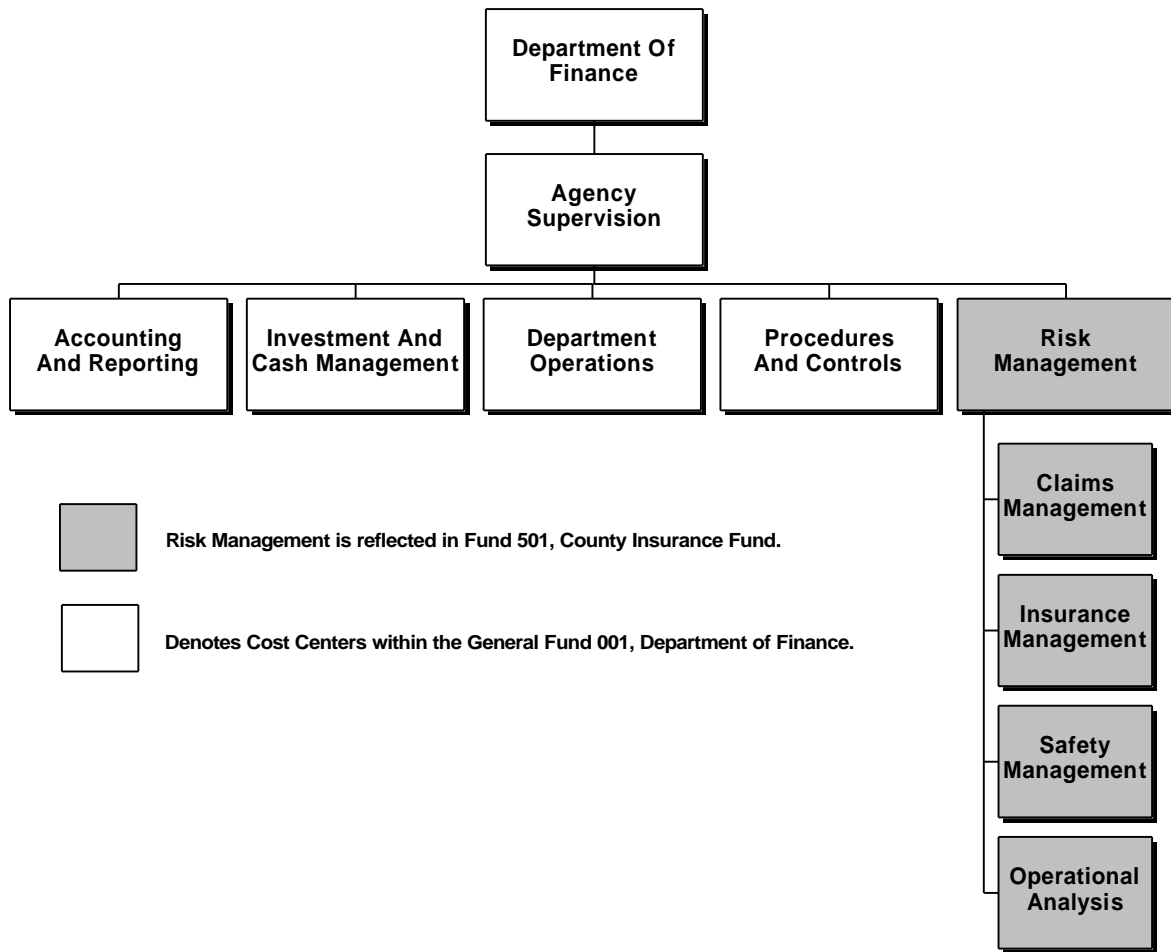 Department Of
Finance
Agency
Supervision
Accounting
And Reporting
Investment And
Cash Management
Department
Operations
Procedures
And Controls
Risk
Management
Claims
Management
Insurance
Management
Safety
Management
Operational
Analysis
Risk Management is reflected in Fund 501, County Insurance Fund.
Denotes Cost Centers within the General Fund 001, Department of Finance.